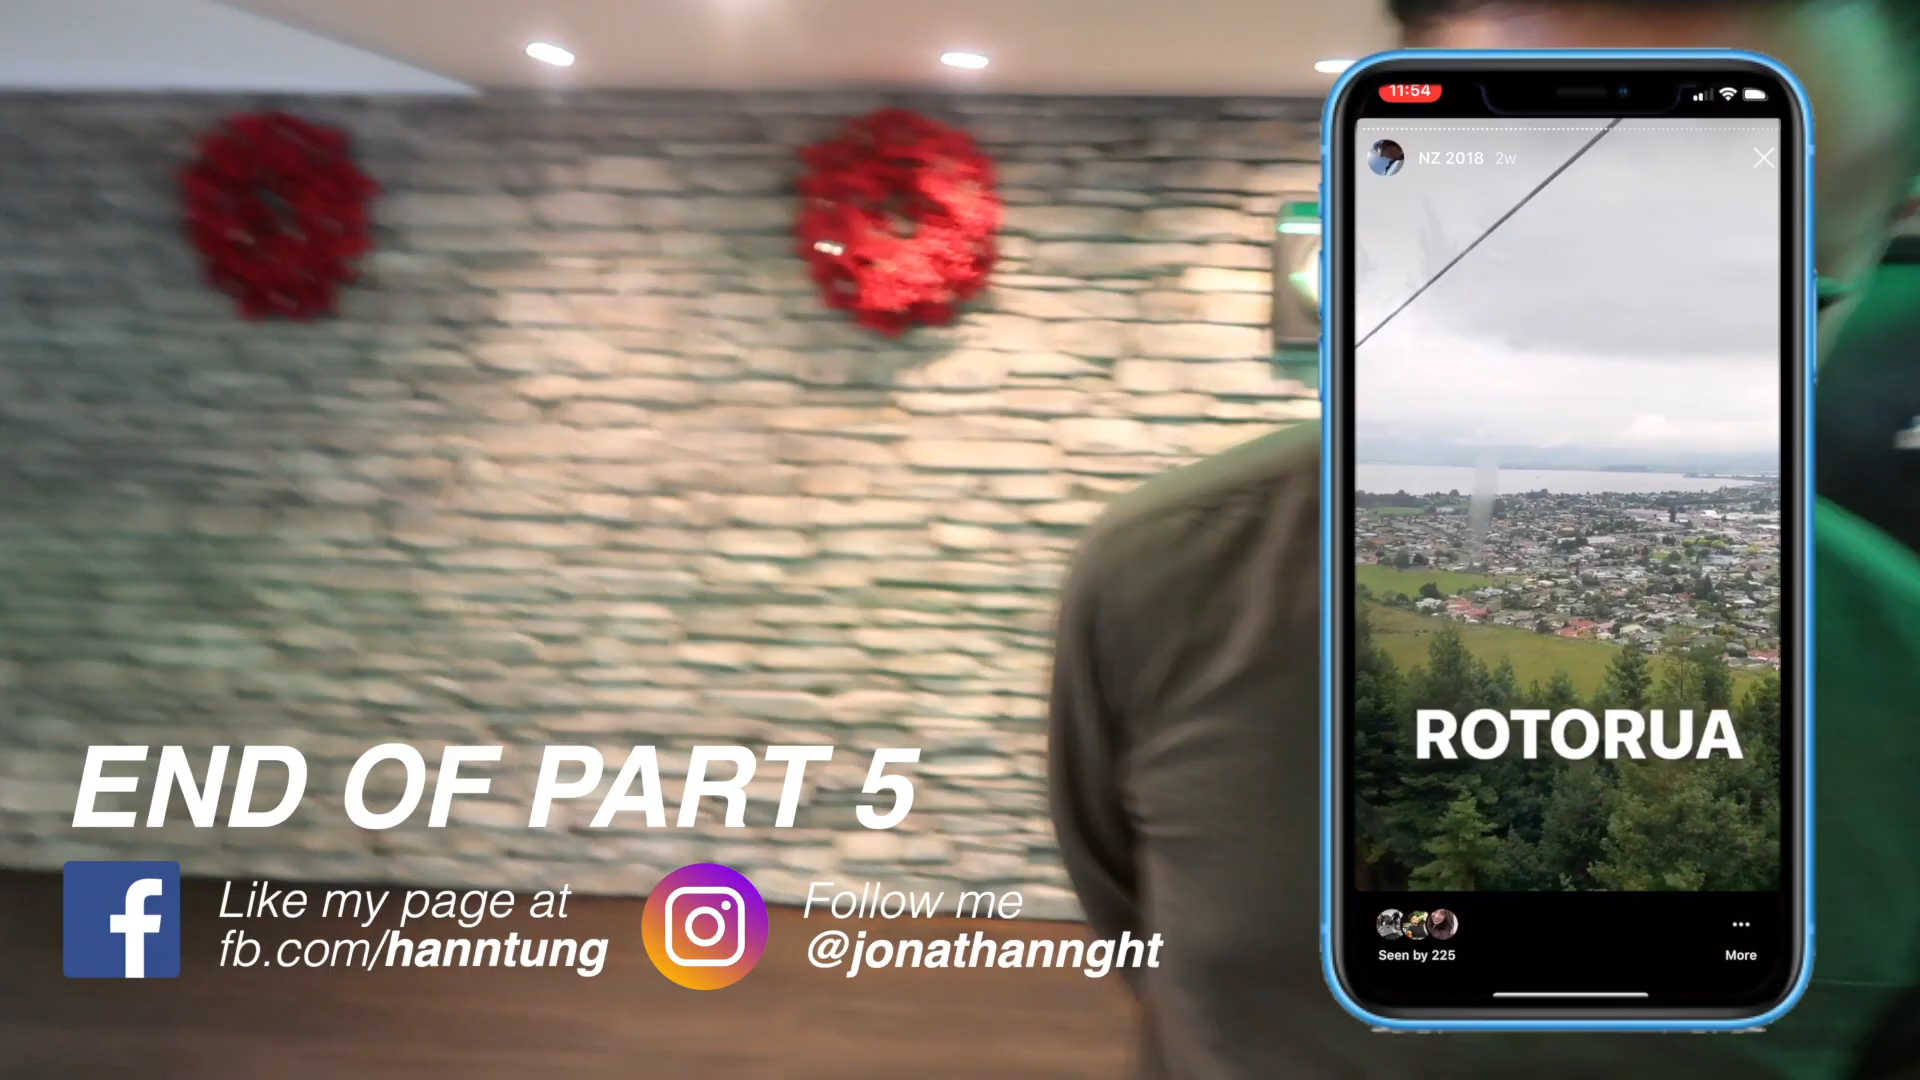 11:54
NZ 2018 2w
ROTORUA
Seen by 225
More
END OF PART 5
Like my page at
fb.com/hanntung
Follow me
@jonathannght